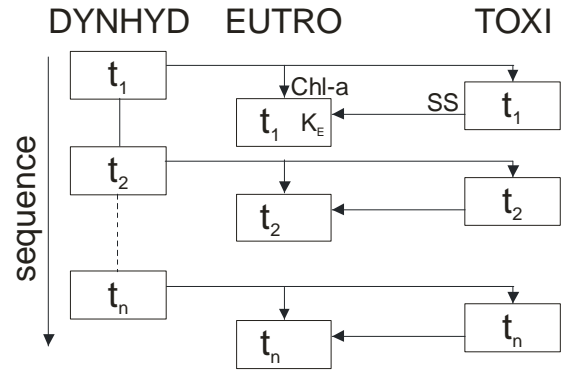 DYNHYD EUTRO TOXI
t1
Chl-a
SS
t1 KE
t1
t2
t2
t2
tn
tn
tn
sequence